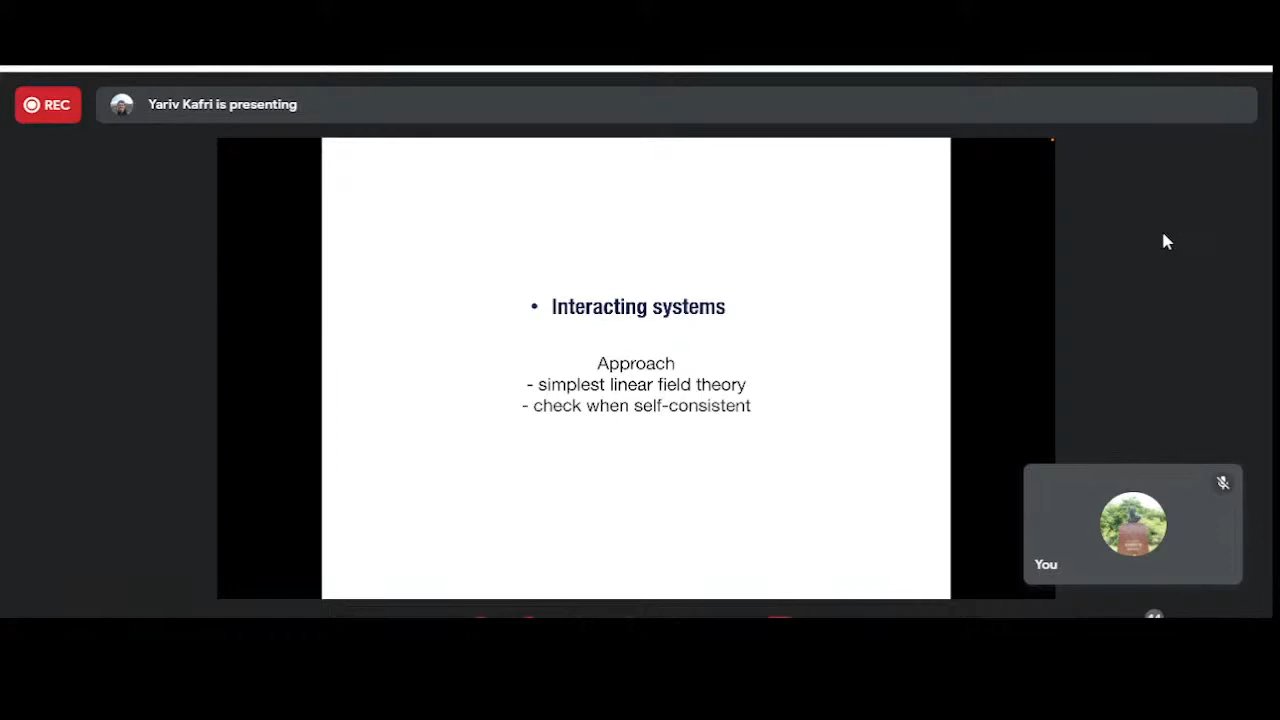 REC
Yariv Kafri is presenting
• Interacting systems
Approach
- simplest linear field theory
- check when self-consistent
You